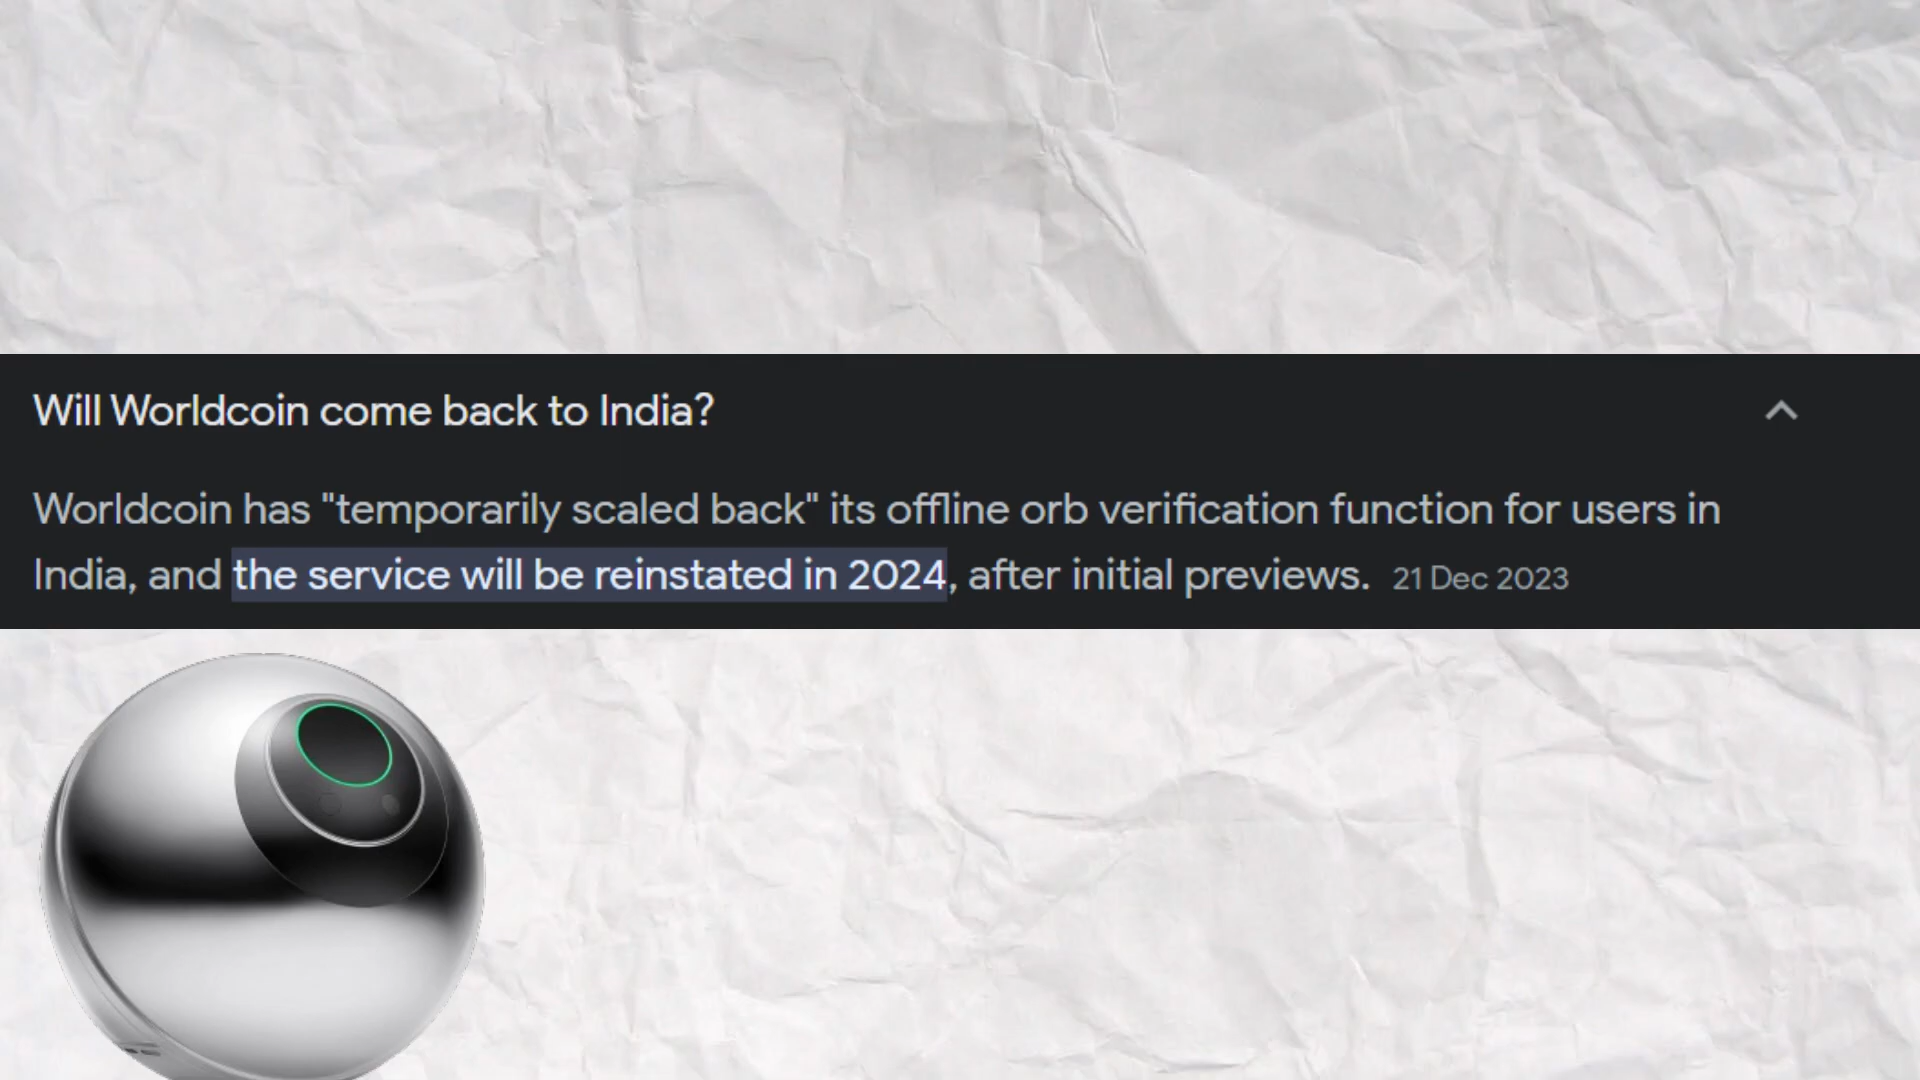 Will Worldcoin come back to India?
Worldcoin has "temporarily scaled back" its offline orb verification function for users in
India, and the service will be reinstated in 2024, after initial previews. 21 Dec 2023